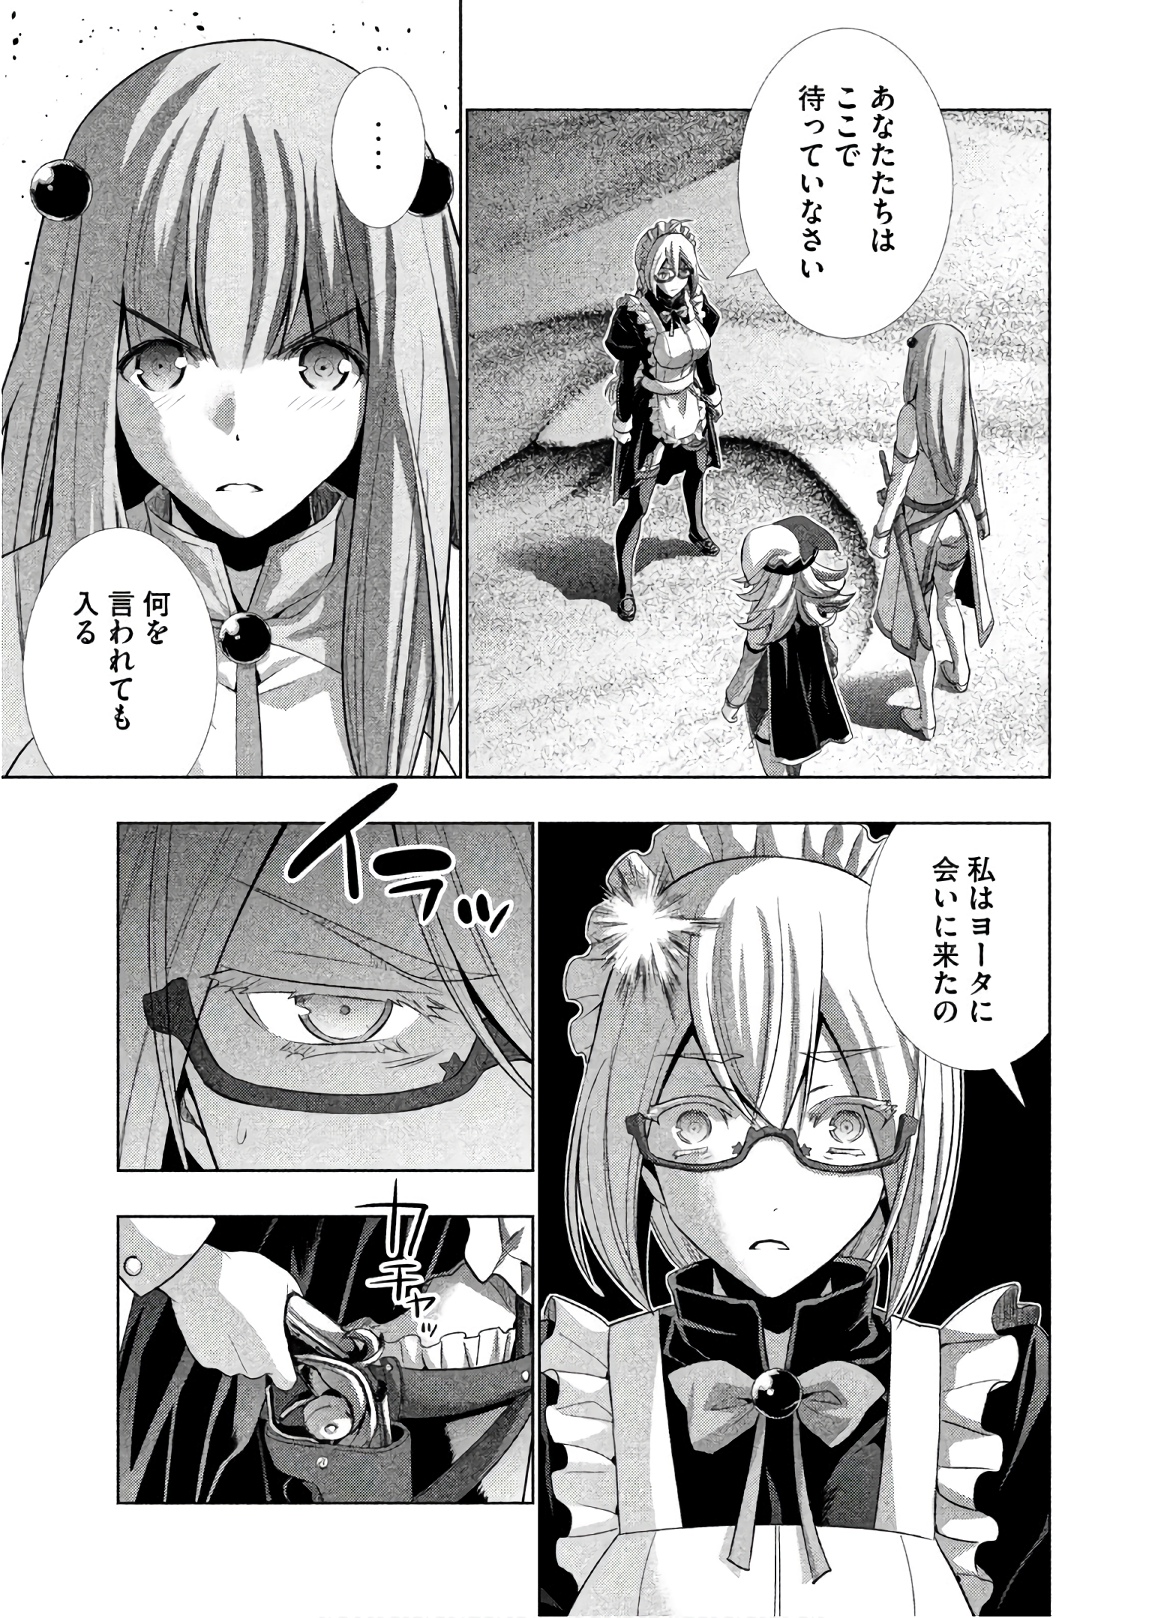 あなたたちは
ここで
待っていなさい
‥‥
何を
言われても
入る
私はヨータに
会いに来たの
イラッ
カチャッ